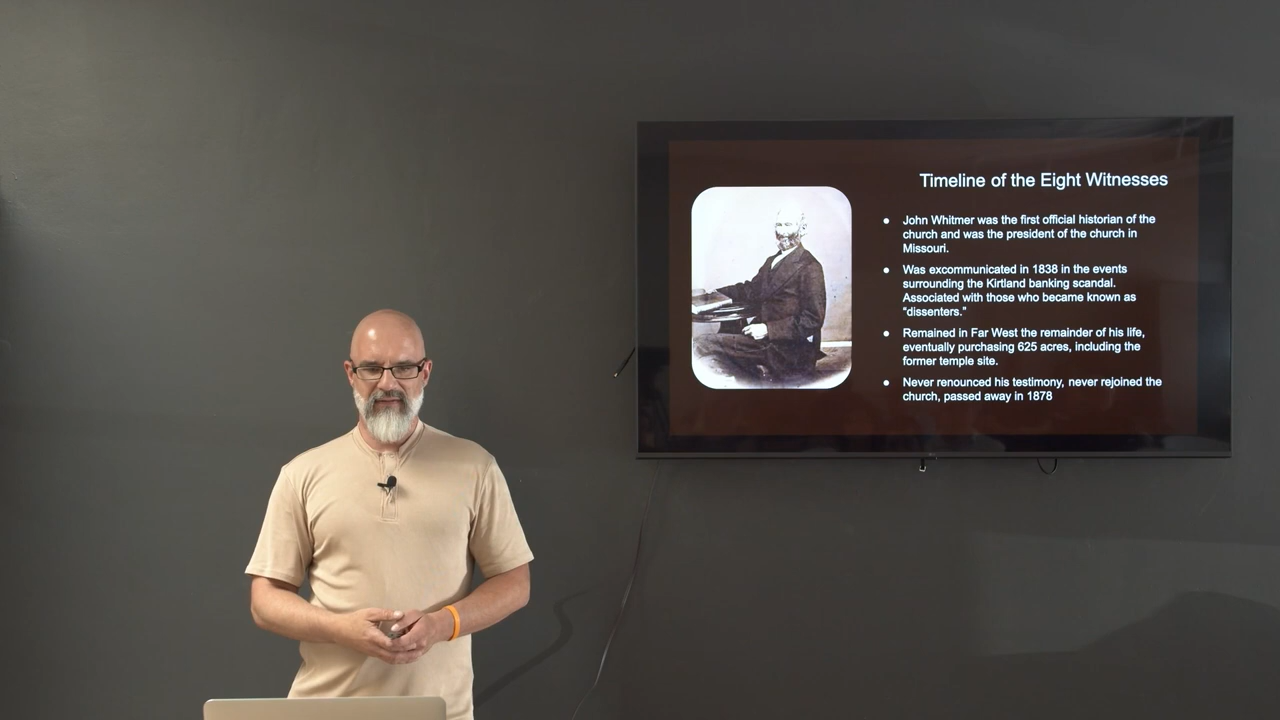 Timeline of the Eight Witnesses
● John Whitmer was the first official historian of the
church and was the president of the church in
Missouri.
● Was excommunicated in 1838 in the events
surrounding the Kirtland banking scandal.
Associated with those who became known as
“dissenters.”
● Remained in Far West the remainder of his life,
eventually purchasing 625 acres, including the
former temple site.
● Never renounced his testimony, never rejoined the
church, passed away in 1878